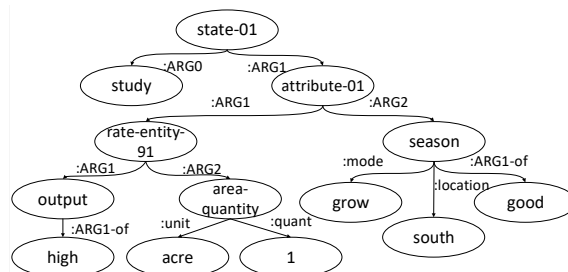 state-01
:ARG0 :ARG1
study attribute-01
:ARG1 :ARG2
rate-entity-
91
season
:ARG1 :ARG2 :mode :ARG1-of
output area-
quantity
:location
grow good
:ARG1-of :unit :quant
south
high acre 1